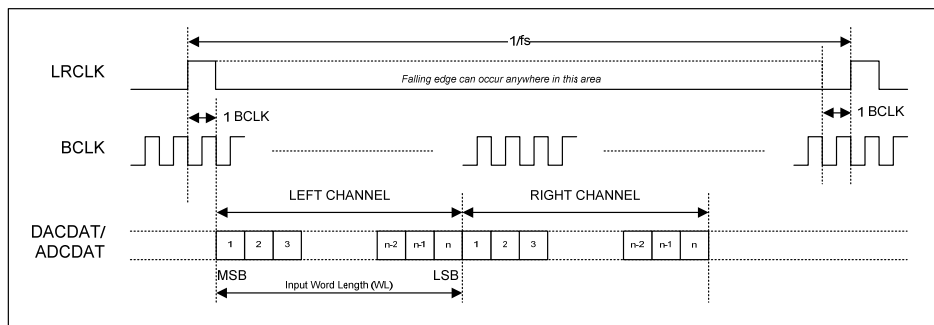 1/fs
LRCLK
Falling edge can occur anywhere in this area
1 BCLK
1 BCLK
BCLK
LEFT CHANNEL
RIGHT CHANNEL
DACDAT/
ADCDAT
1 2 3 n-2 n-1 n 1 2 3 n-2 n-1 n
MSB LSB
Input Word Length (WL)